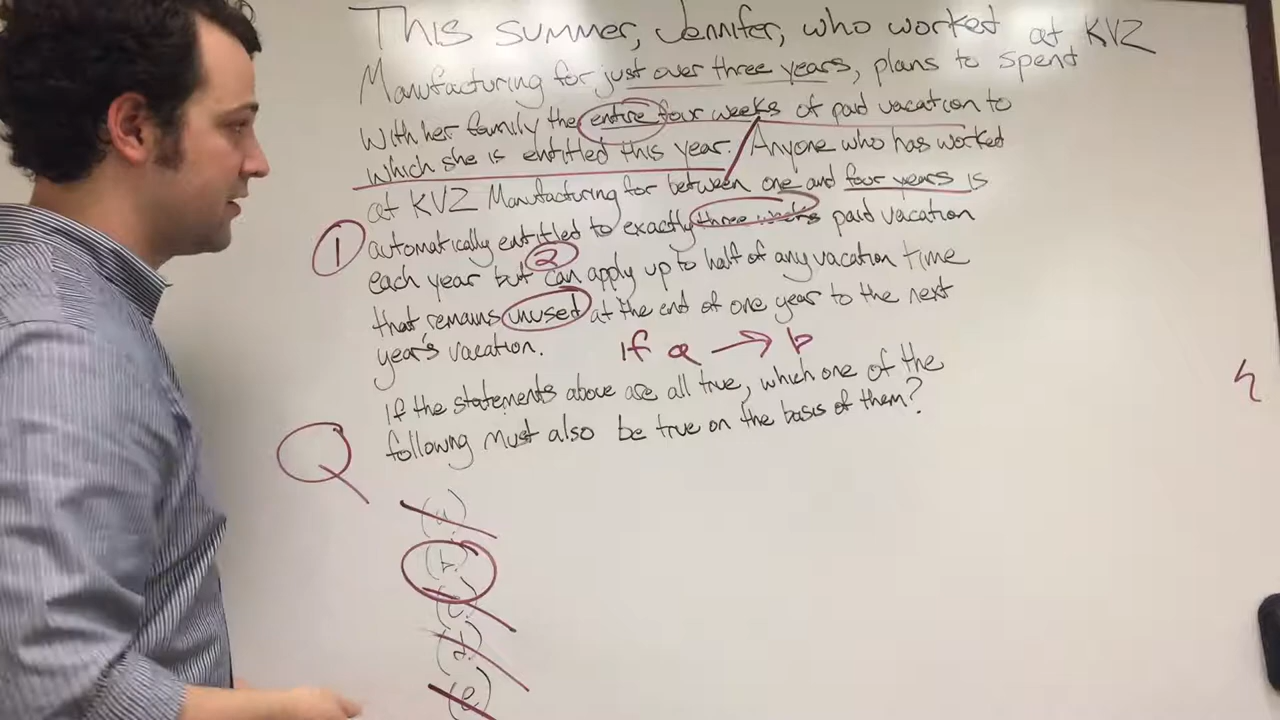 This summer, Jennifer, who worked at KVZ
Manufacturing for just over three years, plans to spend
with her family the entire four weeks of paid vacation to
which she is entitled this year. Anyone who has worked
at KVZ Manufacturing for between one and four years is
1 automatically entitled to exactly three weeks paid vacation
2
each year but can apply up to half of any vacation time
that remains unused at the end of one year to the next
year's vacation.
If a → b
If the statements above are all true, which one of the
following must also be true on the basis of them?
Q
(a)
(b)
(c)
(d)
(e)